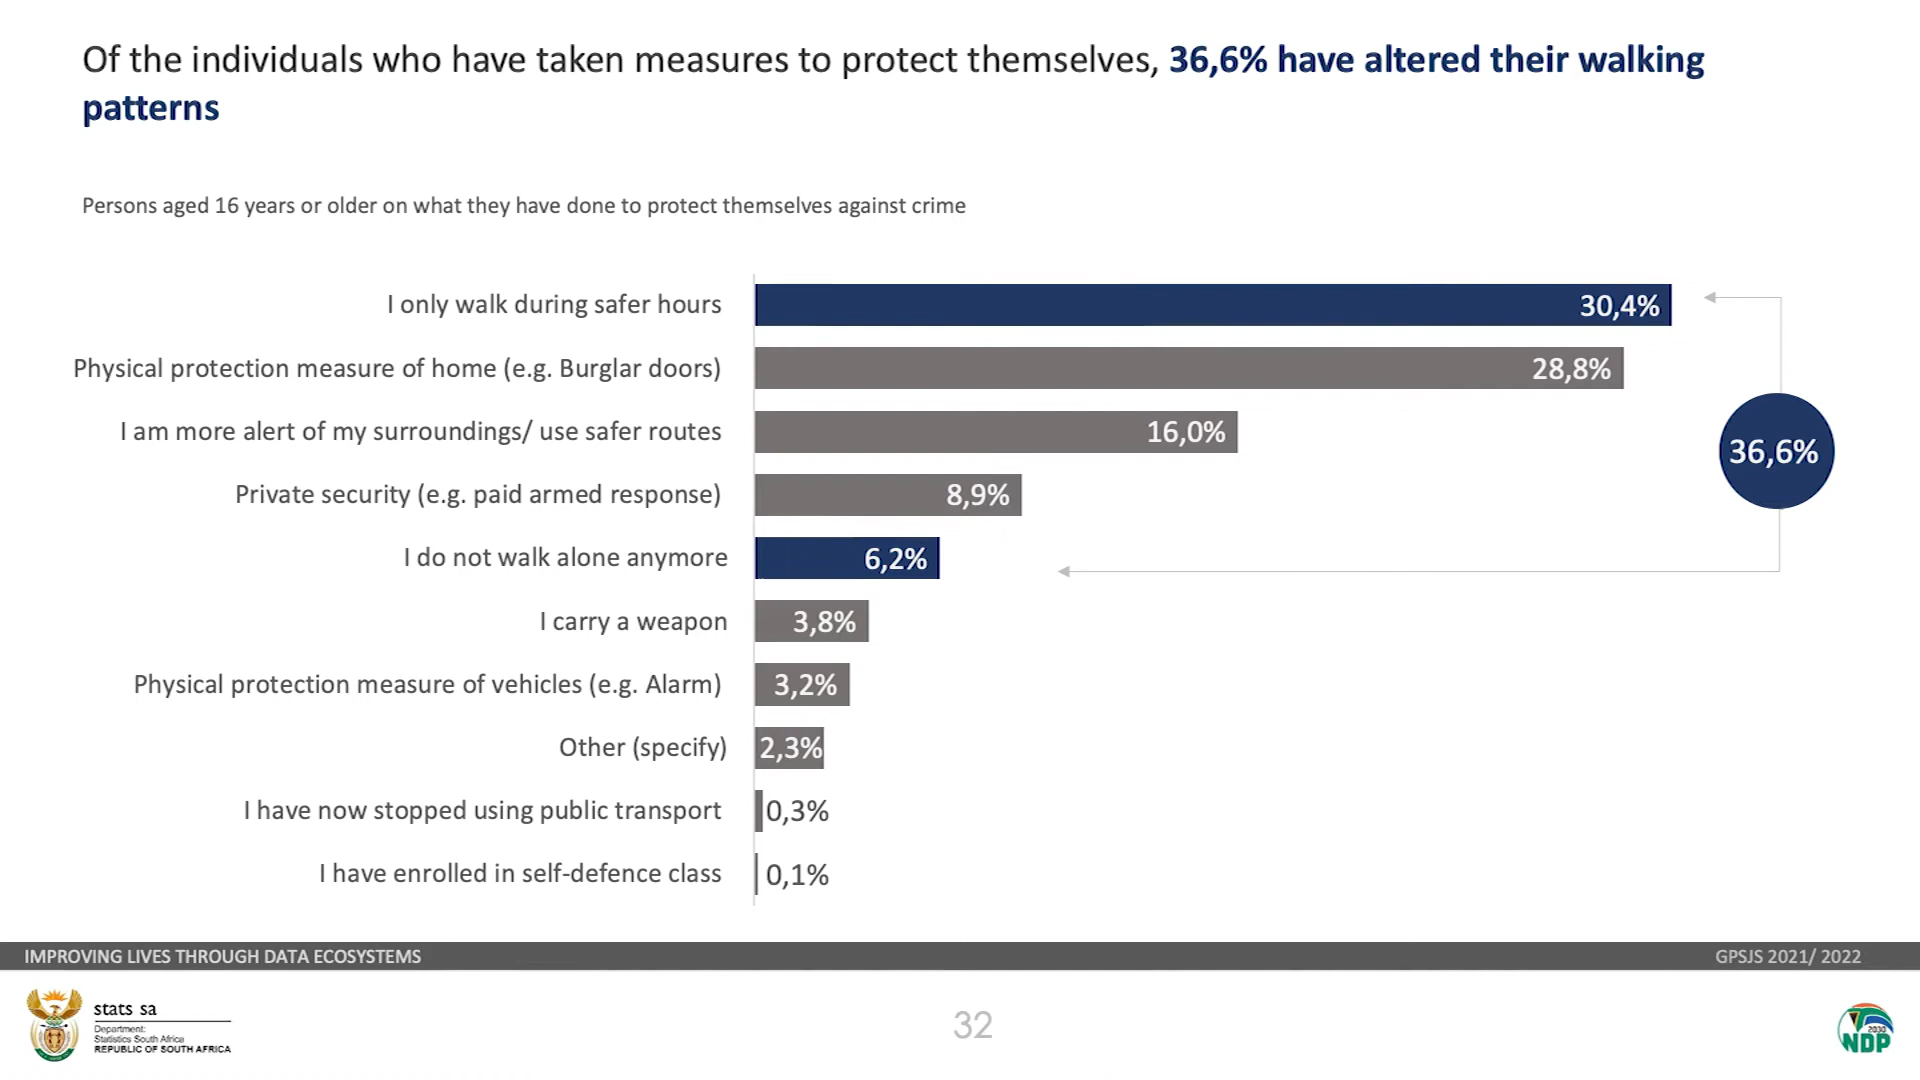 Of the individuals who have taken measures to protect themselves, 36,6% have altered their walking
patterns
Persons aged 16 years or older on what they have done to protect themselves against crime
I only walk during safer hours 30,4%
Physical protection measure of home (e.g. Burglar doors) 28,8%
I am more alert of my surroundings/ use safer routes 16,0%
36,6%
Private security (e.g. paid armed response) 8,9%
I do not walk alone anymore 6,2%
I carry a weapon 3,8%
Physical protection measure of vehicles (e.g. Alarm) 3,2%
Other (specify) 2,3%
I have now stopped using public transport 0,3%
I have enrolled in self-defence class 0,1%
IMPROVING LIVES THROUGH DATA ECOSYSTEMS GPSJS 2021/ 2022
stats sa
Department:
Statistics South Africa
REPUBLIC OF SOUTH AFRICA
32
2030
NDP